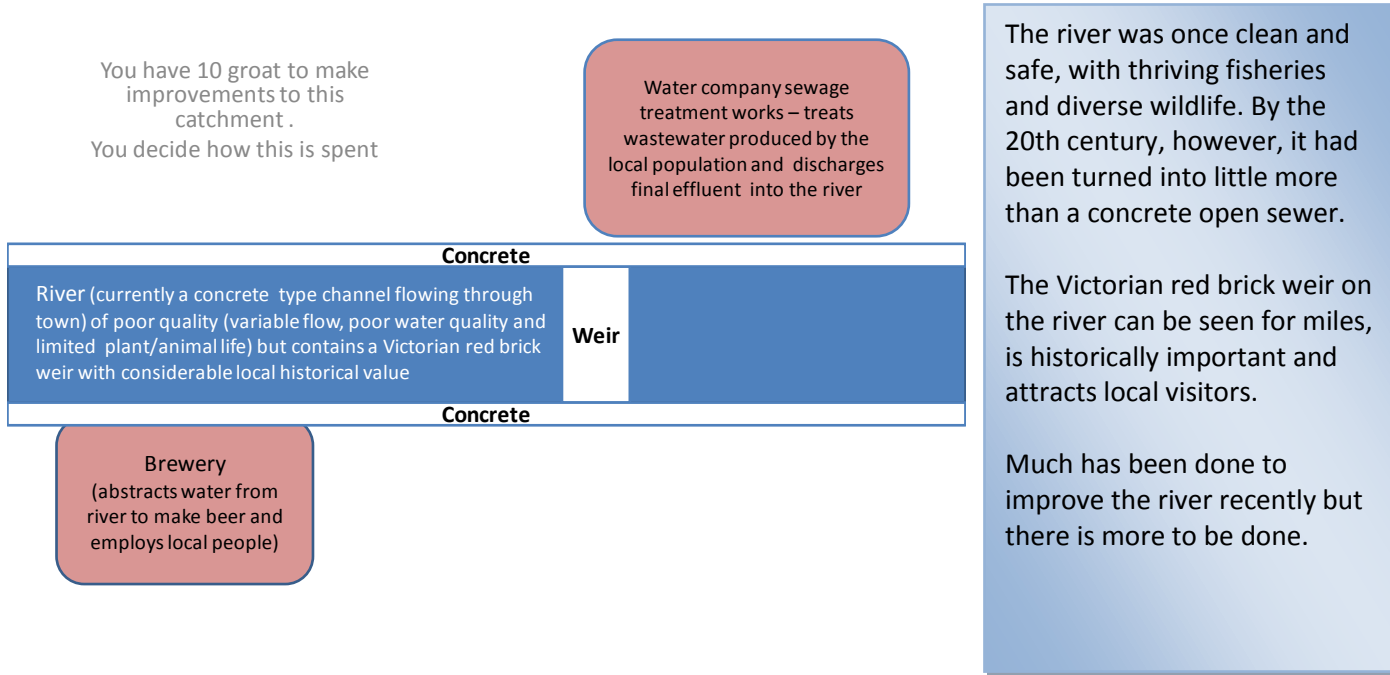 You have 10 groat to make
improvements to this
catchment .
You decide how this is spent
Water company sewage
treatment works – treats
wastewater produced by the
local population and discharges
final effluent into the river
Concrete
River (currently a concrete type channel flowing through
town) of poor quality (variable flow, poor water quality and
limited plant/animal life) but contains a Victorian red brick
weir with considerable local historical value
Weir
Concrete
Brewery
(abstracts water from
river to make beer and
employs local people)
The river was once clean and
safe, with thriving fisheries
and diverse wildlife. By the
20th century, however, it had
been turned into little more
than a concrete open sewer.
The Victorian red brick weir on
the river can be seen for miles,
is historically important and
attracts local visitors.
Much has been done to
improve the river recently but
there is more to be done.